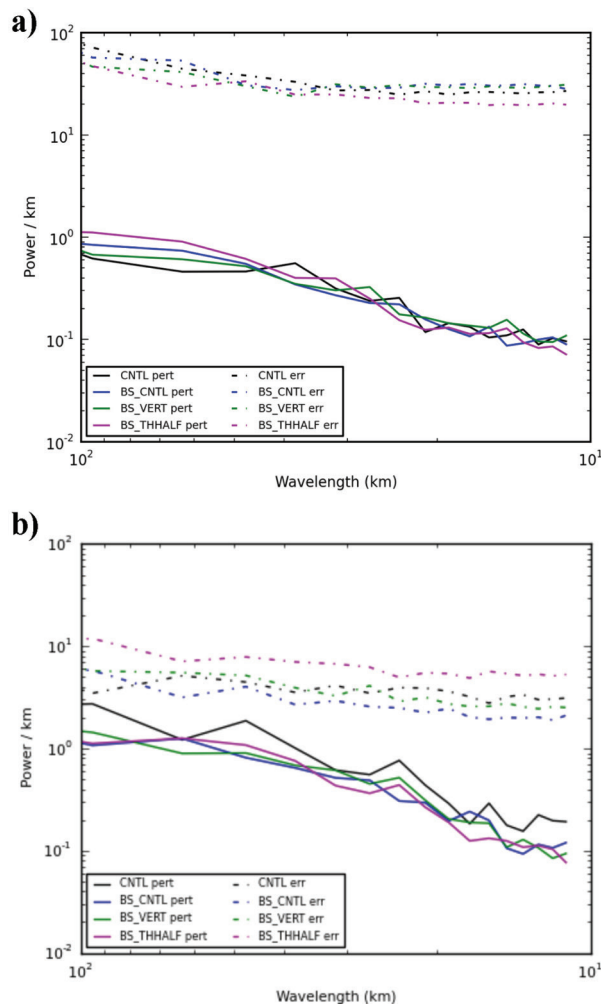 a)
10²
10¹
10⁰
10⁻¹
10⁻²
Power / km
CNTL pert
CNTL err
BS_CNTL pert
BS_CNTL err
BS_VERT pert
BS_VERT err
BS_THHALF pert
BS_THHALF err
10²
10¹
Wavelength (km)
b)
10²
10¹
10⁰
10⁻¹
10⁻²
Power / km
CNTL pert
CNTL err
BS_CNTL pert
BS_CNTL err
BS_VERT pert
BS_VERT err
BS_THHALF pert
BS_THHALF err
10²
10¹
Wavelength (km)